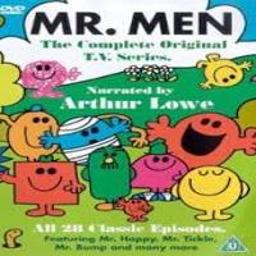 DVD
MR. MEN
The Complete Original
T.V. Series.
Narrated by
Arthur Lowe
All 28 Classic Episodes.
Featuring Mr. Happy, Mr. Tickle,
Mr. Bump and many more
U